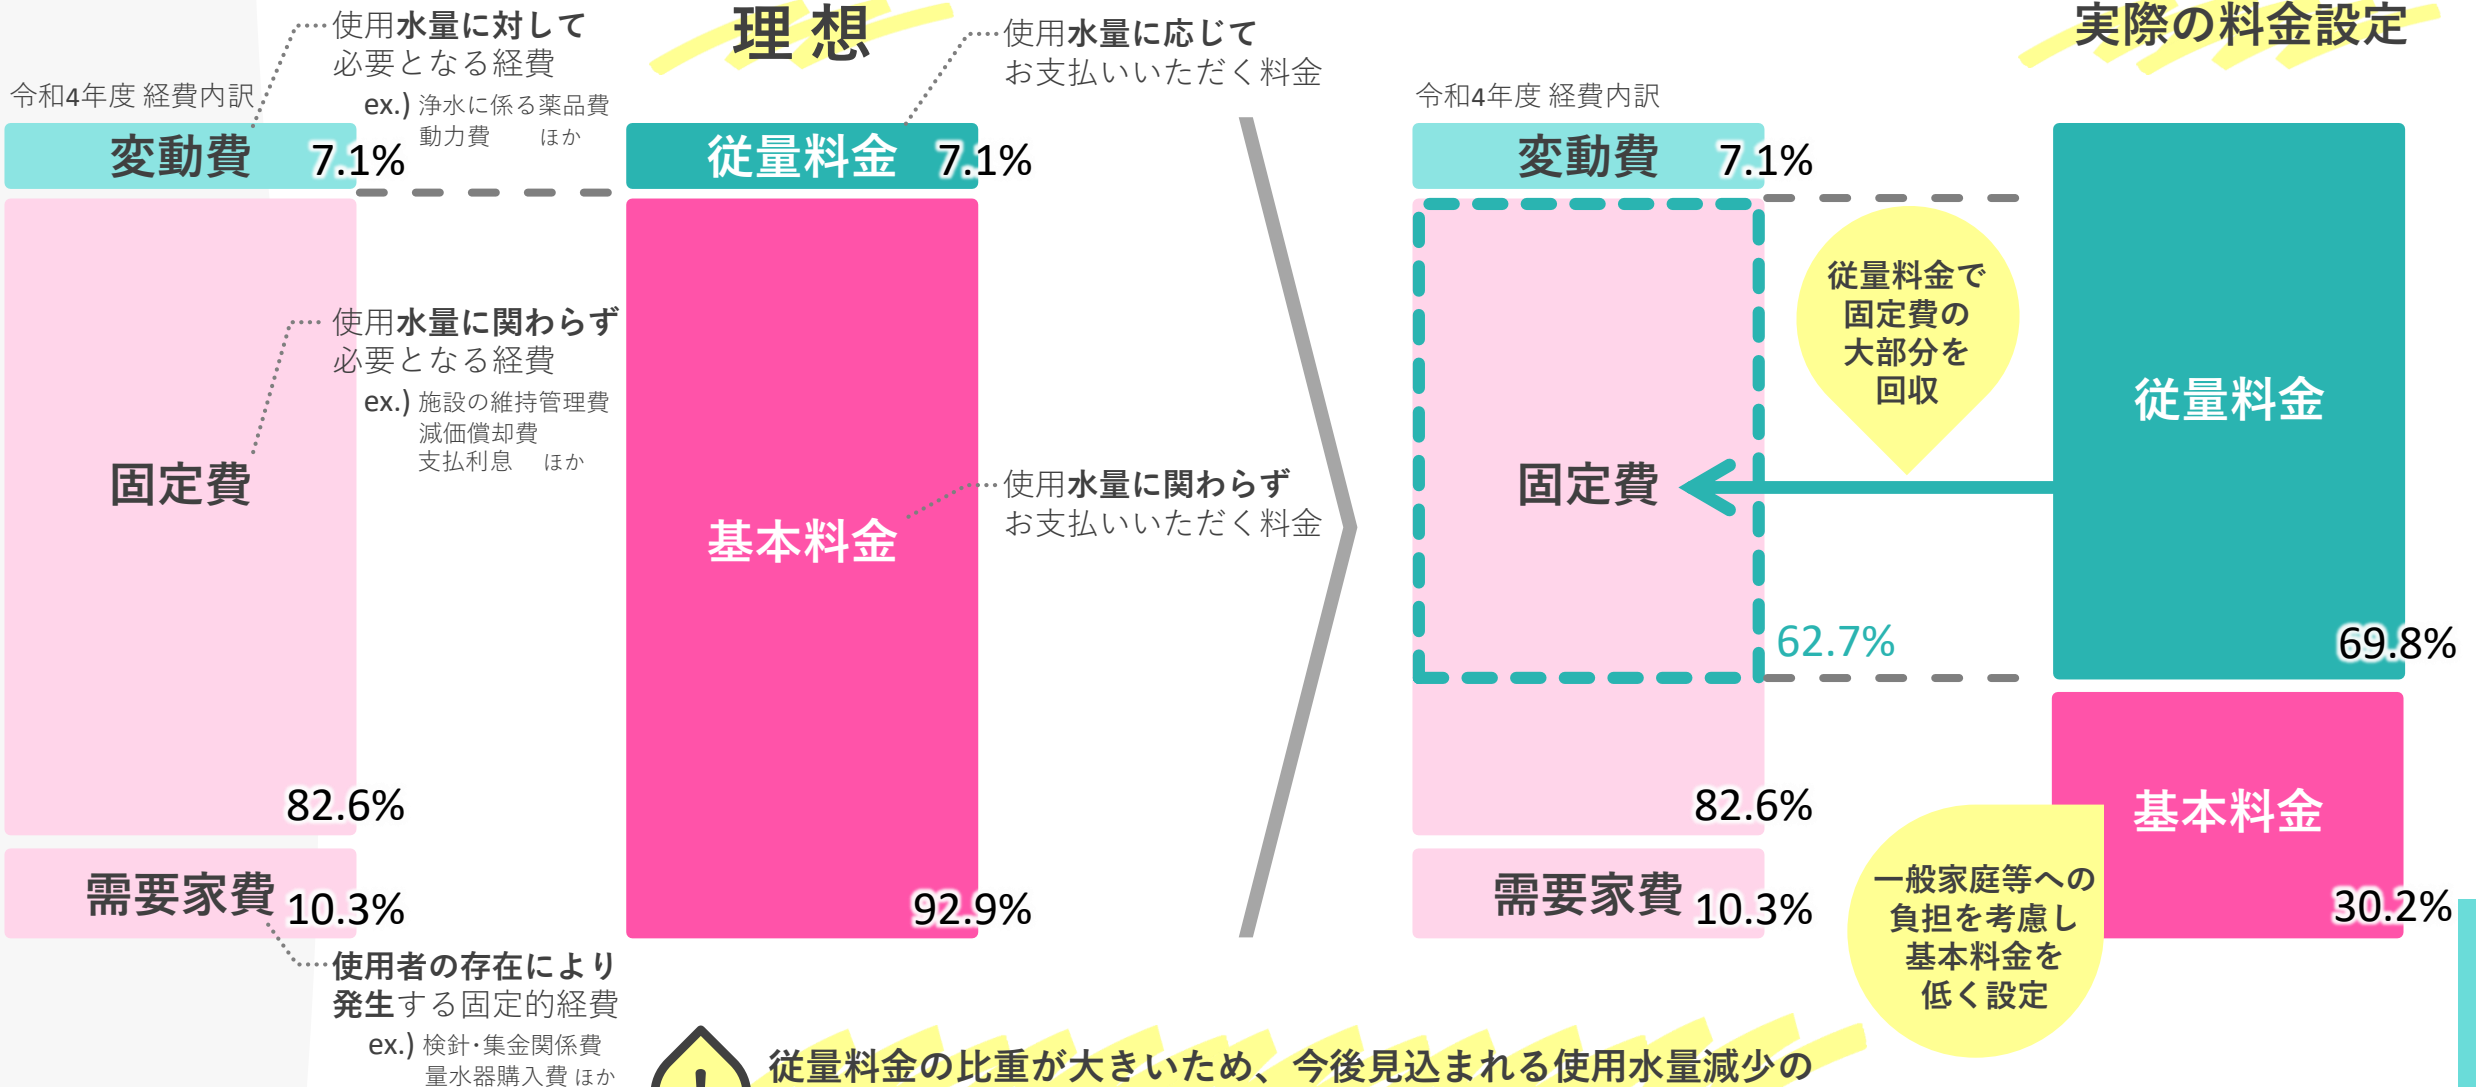 理想
令和4年度 経費内訳
使用水量に対して
必要となる経費
ex.) 浄水に係る薬品費
動力費 ほか
変動費 7.1%
使用水量に関わらず
必要となる経費
ex.) 施設の維持管理費
減価償却費
支払利息 ほか
固定費
82.6%
需要家費 10.3%
使用者の存在により
発生する固定的経費
ex.) 検針・集金関係費
量水器購入費 ほか
使用水量に応じて
お支払いいただく料金
従量料金 7.1%
使用水量に関わらず
お支払いいただく料金
基本料金
92.9%
実際の料金設定
令和4年度 経費内訳
変動費 7.1%
従量料金で
固定費の
大部分を
回収
固定費
62.7%
82.6%
需要家費 10.3%
従量料金
69.8%
基本料金
30.2%
一般家庭等への
負担を考慮し
基本料金を
低く設定
従量料金の比重が大きいため、今後見込まれる使用水量減少の